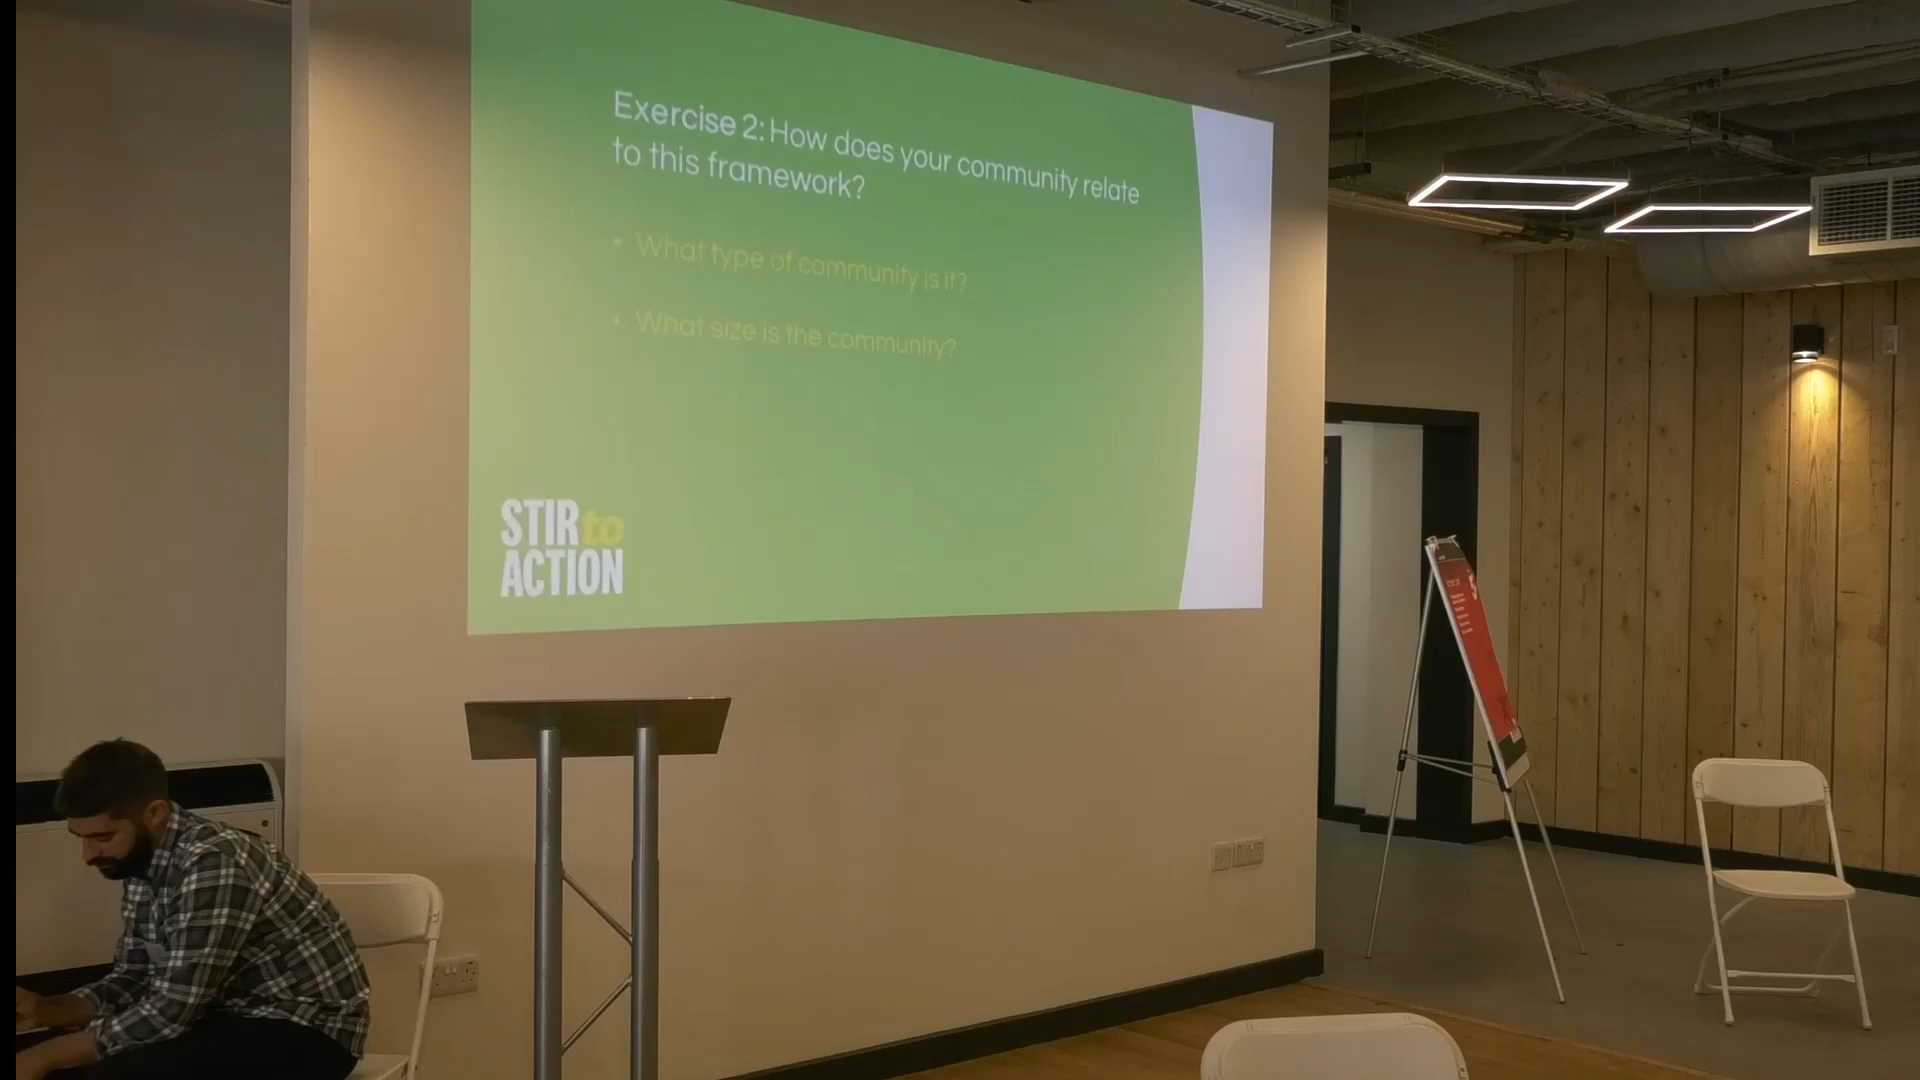 Exercise 2: How does your community relate
to this framework?
• What type of community is it?
• What size is the community?
STIR to
ACTION
5